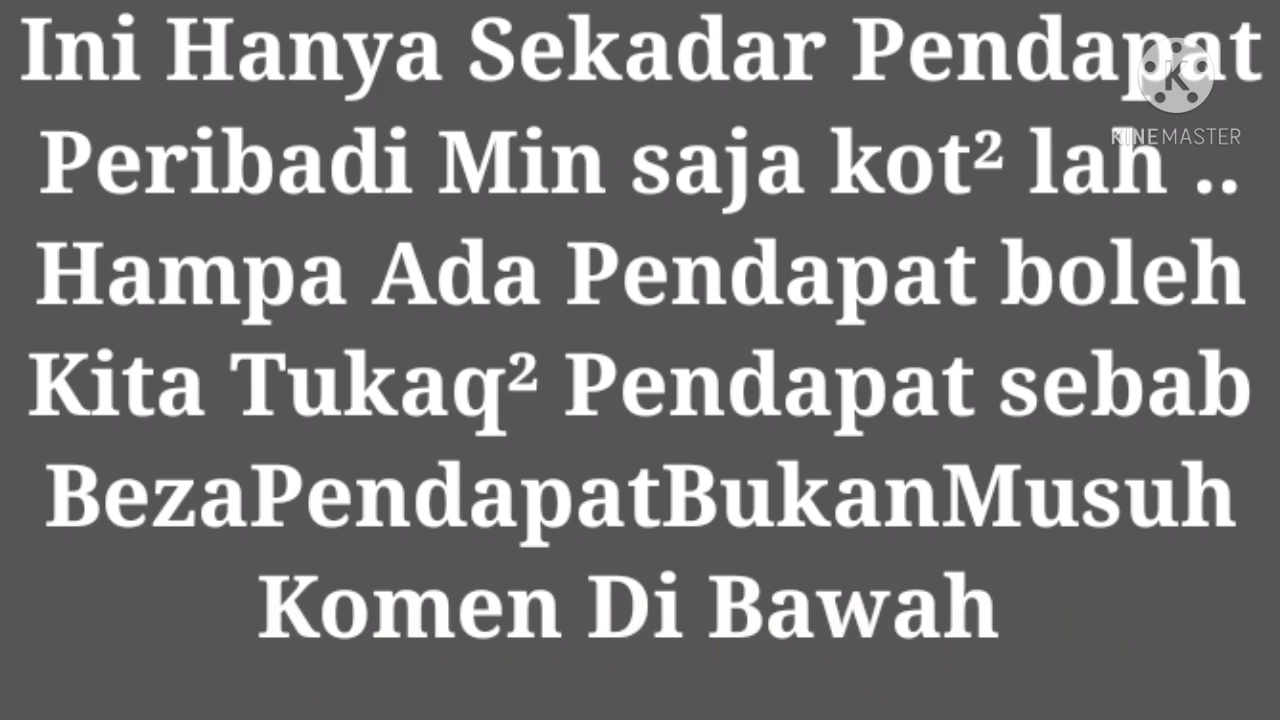 Ini Hanya Sekadar Pendapat
Peribadi Min saja kot² lah ..
Hampa Ada Pendapat boleh
Kita Tukaq² Pendapat sebab
BezaPendapatBukanMusuh
Komen Di Bawah
K
KINEMASTER